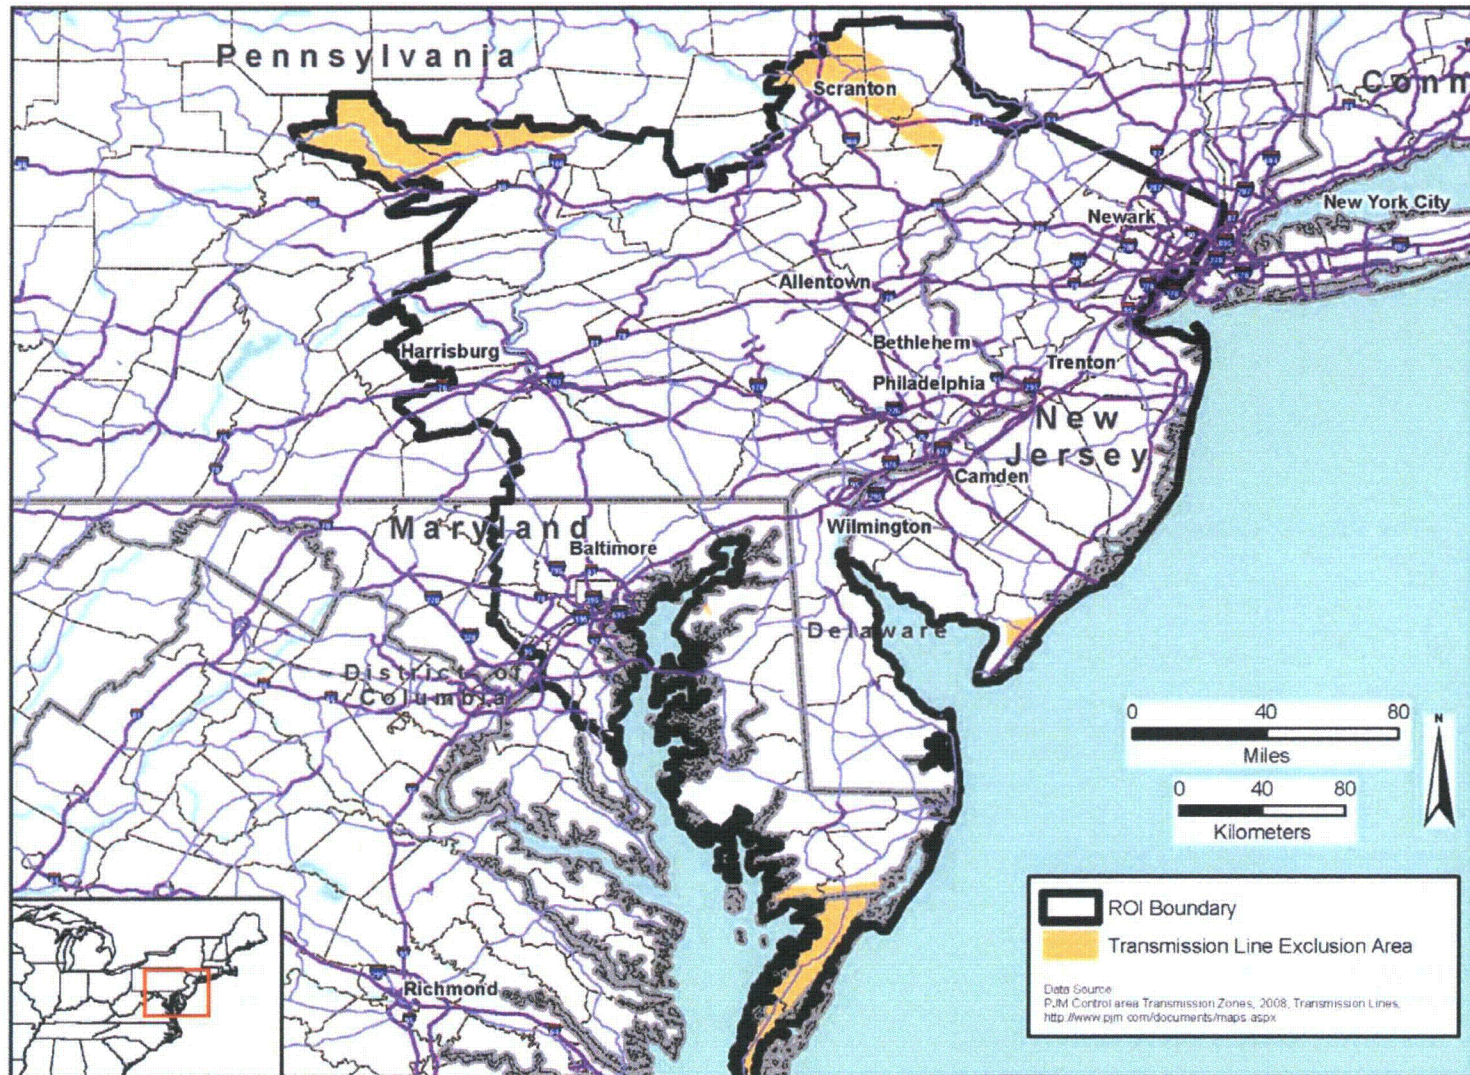 Pennsylvania
Conn
Scranton
New York City
Newark
Allentown
Bethlehem
Harrisburg
Trenton
Philadelphia
New
Jersey
Camden
Wilmington
Maryland
Baltimore
Delaware
District of
Columbia
Richmond
0 40 80
Miles
0 40 80
Kilometers
N
ROI Boundary
Transmission Line Exclusion Area
Data Source
PJM Control area Transmission Zones, 2008, Transmission Lines,
http://www.pjm.com/documents/maps.aspx